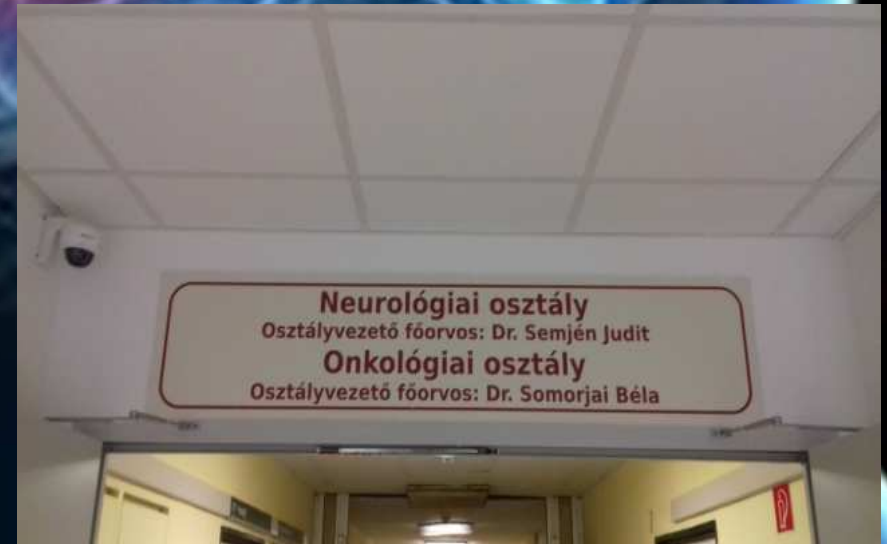 Neurológiai osztály
Osztályvezető főorvos: Dr. Semjén Judit
Onkológiai osztály
Osztályvezető főorvos: Dr. Somorjai Béla